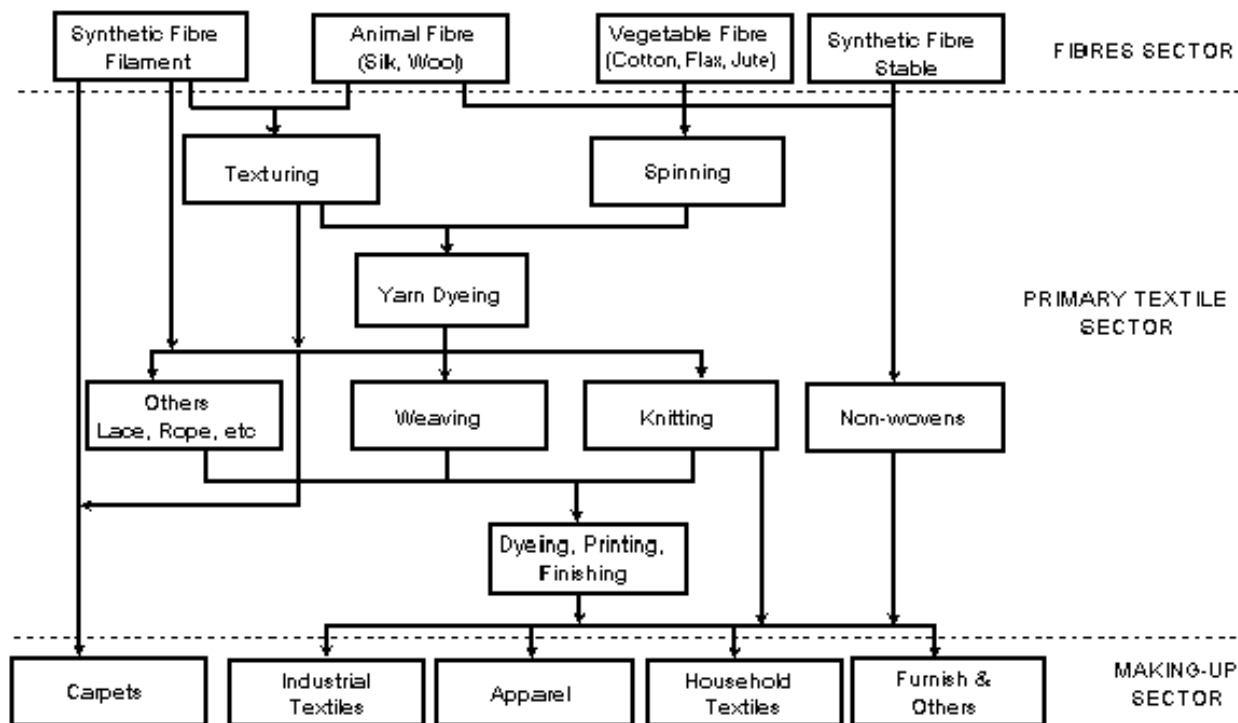 Synthetic Fibre
Filament
Animal Fibre
(Silk, Wool)
Vegetable Fibre
(Cotton, Flax, Jute)
Synthetic Fibre
Stable
FIBRES SECTOR
Texturing
Spinning
Yarn Dyeing
PRIMARY TEXTILE
SECTOR
Others
Lace, Rope, etc
Weaving
Knitting
Non-wovens
Dyeing, Printing,
Finishing
Carpets
Industrial
Textiles
Apparel
Household
Textiles
Furnish &
Others
MAKING-UP
SECTOR